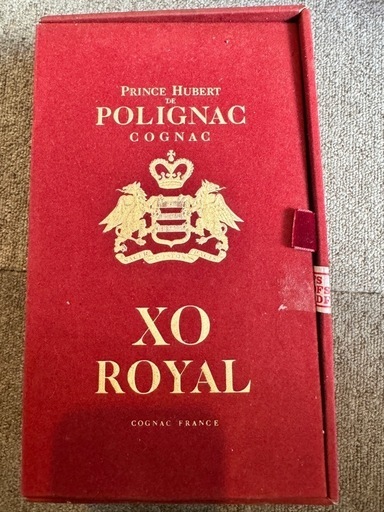 PRINCE HUBERT
DE
POLIGNAC
COGNAC
XO
ROYAL
COGNAC FRANCE